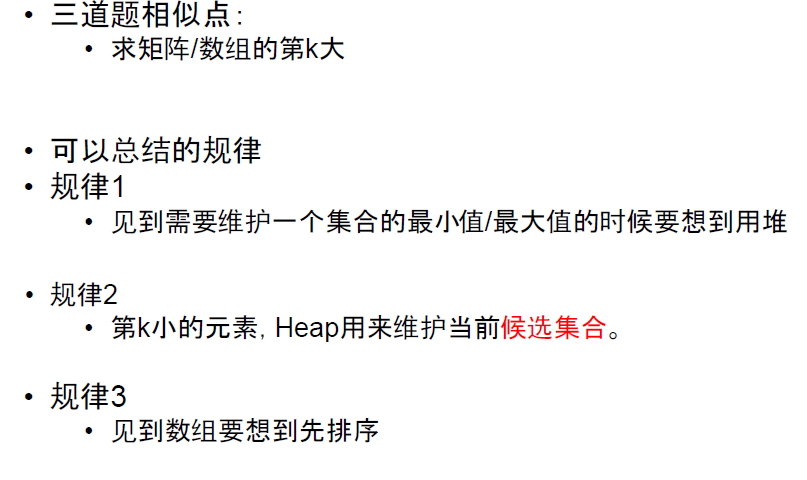 • 三道题相似点：
• 求矩阵/数组的第k大
• 可以总结的规律
• 规律1
• 见到需要维护一个集合的最小值/最大值的时候要想到用堆
• 规律2
• 第k小的元素, Heap用来维护当前候选集合。
• 规律3
• 见到数组要想到先排序